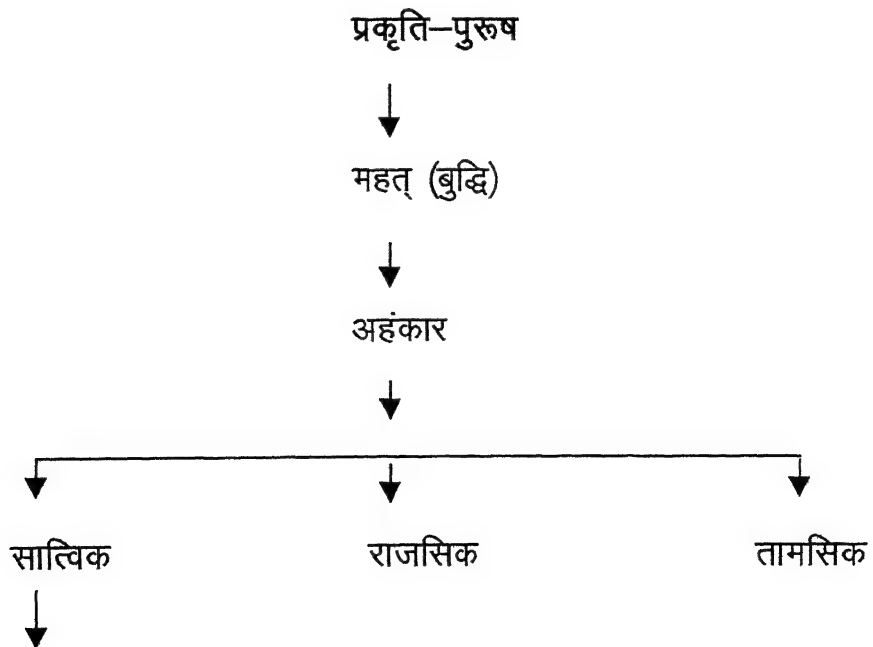 प्रकृति–पुरूष
महत् (बुद्धि)
अहंकार
सात्विक राजसिक तामसिक